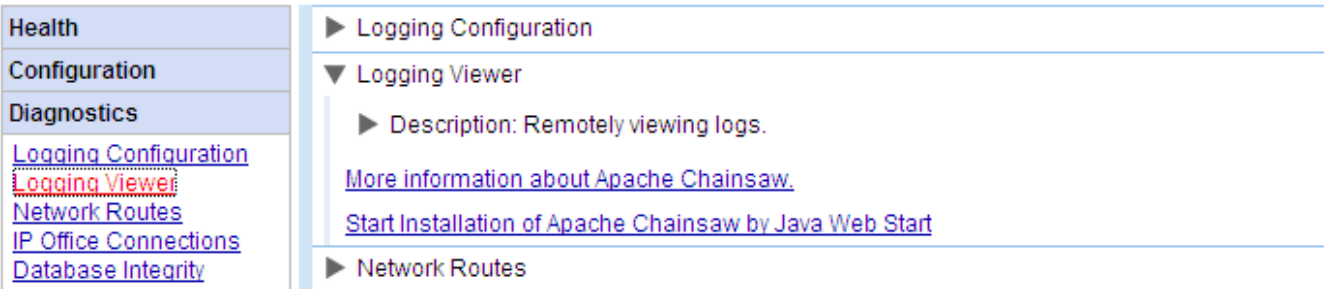 Health
Configuration
Diagnostics
Logging Configuration
Logging Viewer
Network Routes
IP Office Connections
Database Integrity
Logging Configuration
Logging Viewer
Description: Remotely viewing logs.
More information about Apache Chainsaw.
Start Installation of Apache Chainsaw by Java Web Start
Network Routes